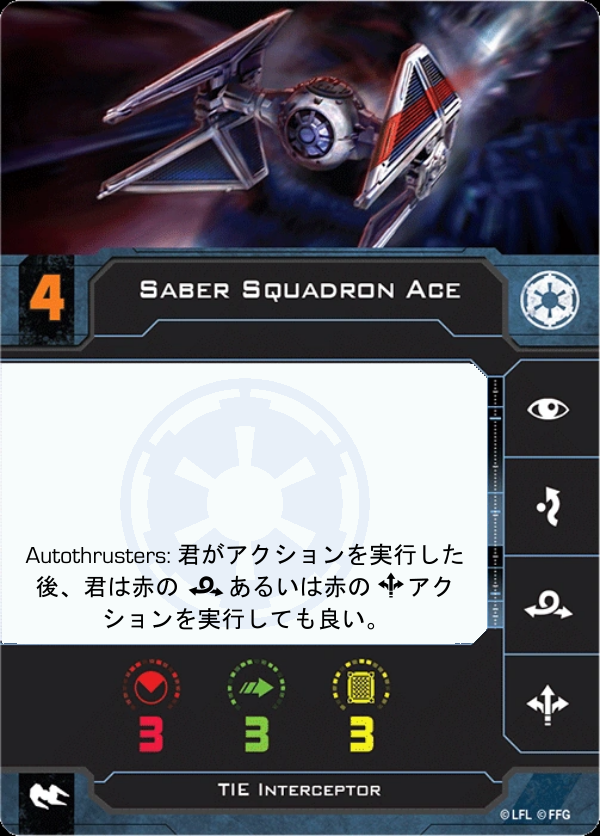 4
Saber Squadron Ace
Autothrusters: 君がアクションを実行した
後、君は赤の あるいは赤の アク
ションを実行しても良い。
3 3 3
TIE Interceptor
© LFL © FFG